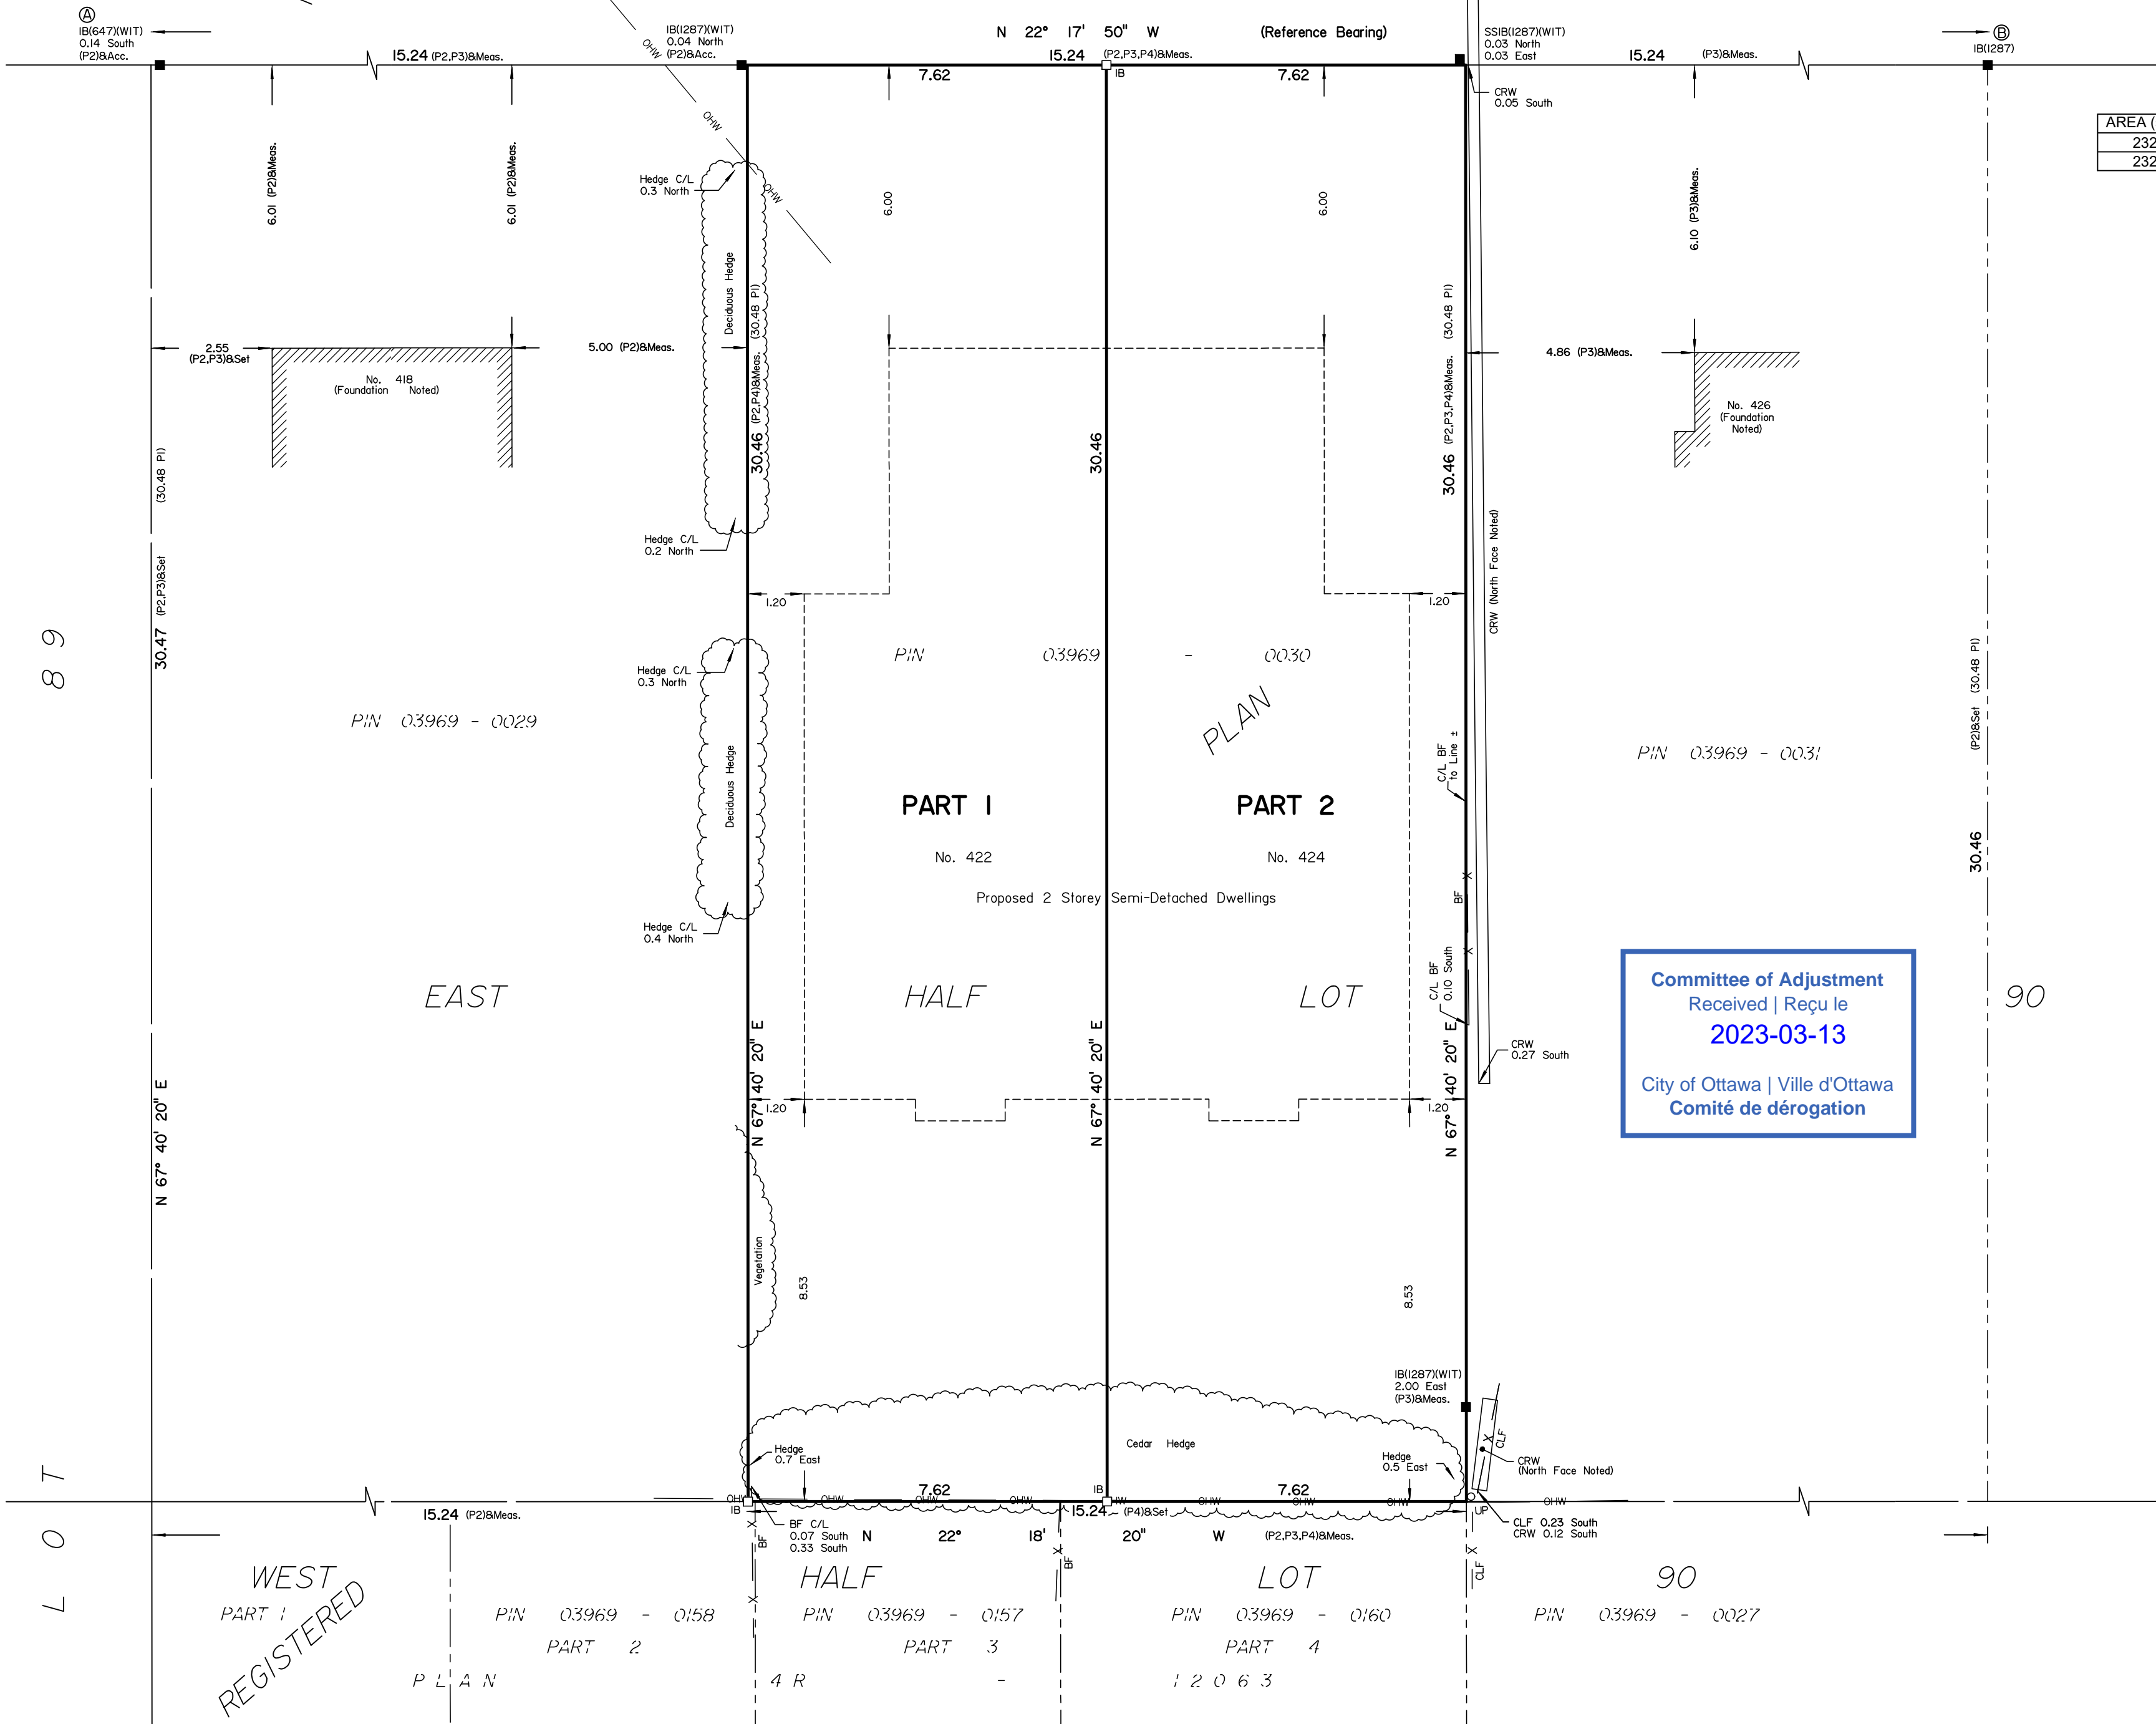 A
IB(647)(WIT)
0.14 South
(P2)&Acc.
15.24 (P2,P3)&Meas.
OHW
IB(1287)(WIT)
0.04 North
(P2)&Acc.
N 22° 17' 50" W (Reference Bearing)
15.24 (P2,P3,P4)&Meas.
7.62
IB
7.62
SSIB(1287)(WIT)
0.03 North
0.03 East
15.24 (P3)&Meas.
B
IB(1287)
CRW
0.05 South
AREA (
232
232
OHW
OHW
6.01 (P2)&Meas.
6.01 (P2)&Meas.
Hedge C/L
0.3 North
6.00
6.00
6.10 (P3)&Meas.
Deciduous Hedge
2.55
(P2,P3)&Set
5.00 (P2)&Meas.
4.86 (P3)&Meas.
No. 418
(Foundation Noted)
No. 426
(Foundation
Noted)
30.46 (P2,P4)&Meas. (30.48 P1)
30.46
30.46 (P2,P3,P4)&Meas. (30.48 P1)
30.47 (P2,P3)&Set (30.48 P1)
Hedge C/L
0.2 North
CRW (North Face Noted)
1.20
1.20
89
Hedge C/L
0.3 North
PIN 03969 - 0030
PLAN
PIN 03969 - 0029
PIN 03969 - 0031
30.46 (P2)&Set (30.48 P1)
Deciduous Hedge
C/L BF
to Line ±
PART 1
PART 2
No. 422
No. 424
Proposed 2 Storey Semi-Detached Dwellings
BF
Hedge C/L
0.4 North
C/L BF
0.10 South
EAST HALF LOT 90
Committee of Adjustment
Received | Reçu le
2023-03-13
City of Ottawa | Ville d'Ottawa
Comité de dérogation
CRW
0.27 South
N 67° 40' 20" E
N 67° 40' 20" E
N 67° 40' 20" E
N 67° 40' 20" E
1.20
1.20
Vegetation
8.53
8.53
IB(1287)(WIT)
2.00 East
(P3)&Meas.
Cedar Hedge
Hedge
0.7 East
Hedge
0.5 East
X
CLF
CRW
(North Face Noted)
LOT
7.62
IB
7.62
OHW OHW OHW OHW OHW OHW OHW OHW
IB
15.24 (P2)&Meas.
15.24 (P4)&Set
UP
CLF 0.23 South
CRW 0.12 South
BF C/L
0.07 South
0.33 South
N 22° 18' 20" W (P2,P3,P4)&Meas.
BF
BF
CLF
WEST HALF LOT 90
REGISTERED
PART 1
PIN 03969 - 0158
PIN 03969 - 0157
PIN 03969 - 0160
PIN 03969 - 0027
PART 2
PART 3
PART 4
PLAN 4R - 12063